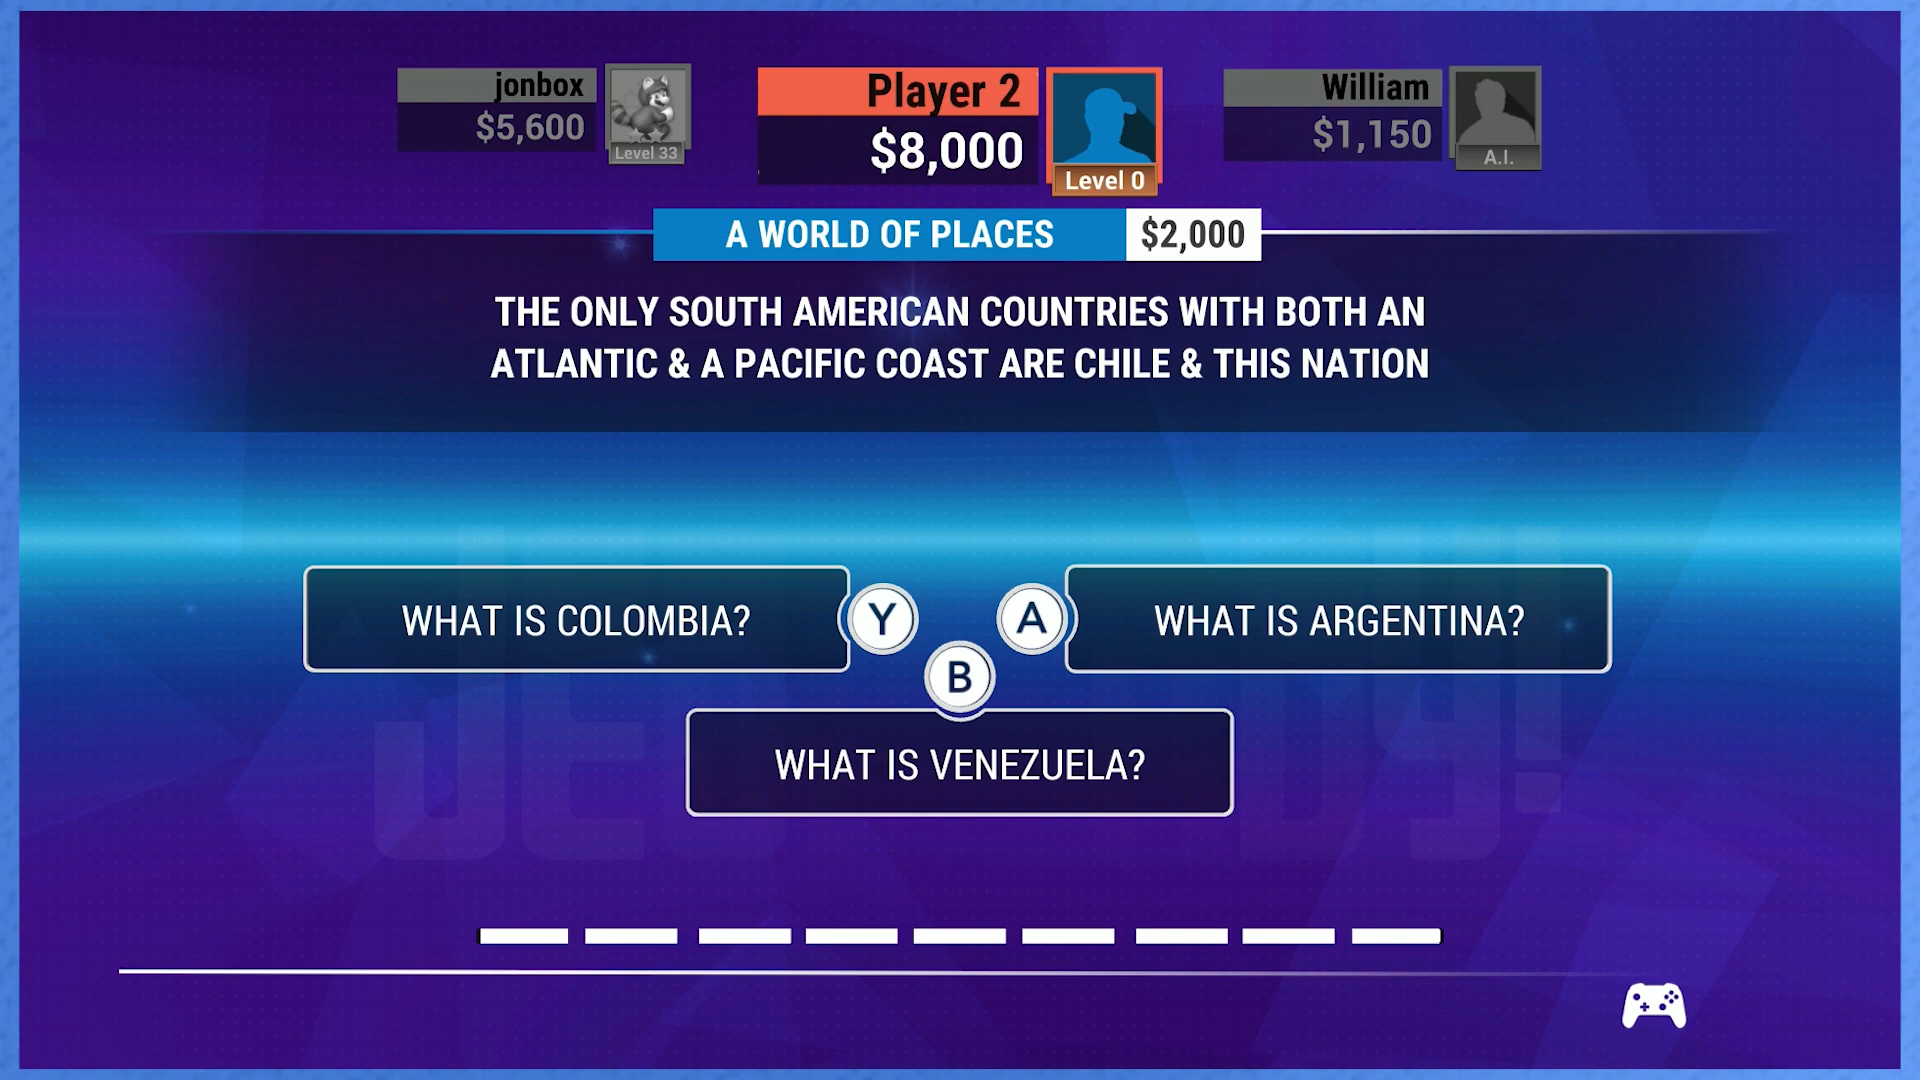 jonbox
$5,600
Level 33
Player 2
$8,000
Level 0
William
$1,150
A.I.
A WORLD OF PLACES $2,000
THE ONLY SOUTH AMERICAN COUNTRIES WITH BOTH AN
ATLANTIC & A PACIFIC COAST ARE CHILE & THIS NATION
WHAT IS COLOMBIA? Y A WHAT IS ARGENTINA?
B
WHAT IS VENEZUELA?